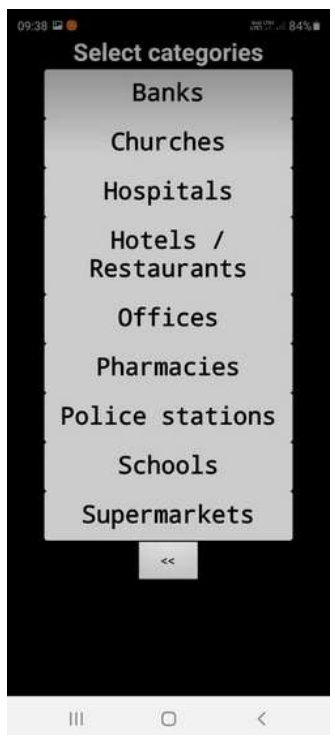 09:38
84%
Select categories
Banks
Churches
Hospitals
Hotels /
Restaurants
Offices
Pharmacies
Police stations
Schools
Supermarkets
<<